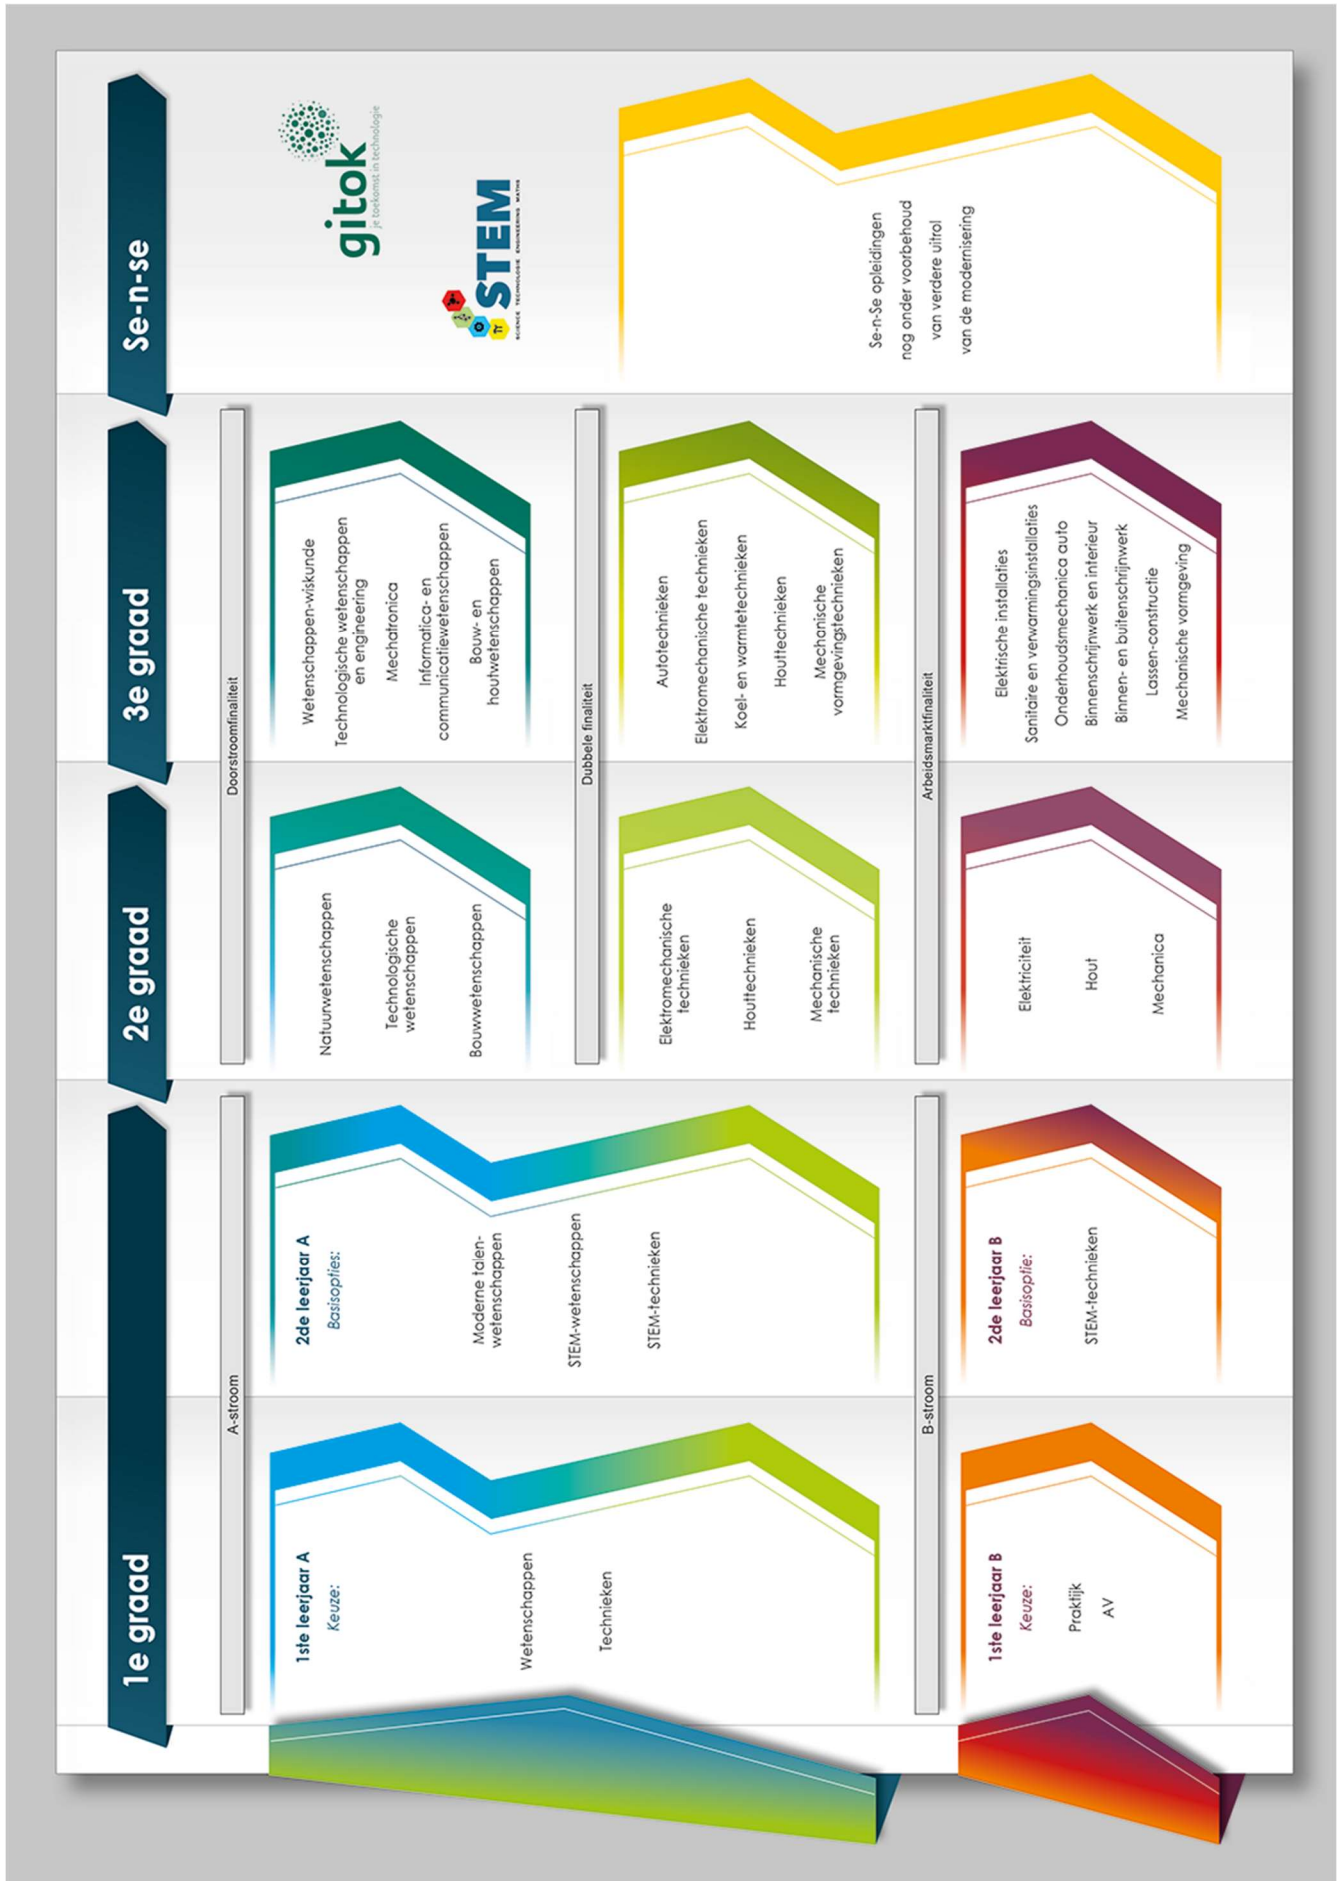 1e graad
2e graad
3e graad
Se-n-se
A-stroom
1ste leerjaar A
Keuze:
Wetenschappen
Technieken
2de leerjaar A
Basisopties:
Moderne talen-
wetenschappen
STEM-wetenschappen
STEM-technieken
B-stroom
1ste leerjaar B
Keuze:
Praktijk
AV
2de leerjaar B
Basisoptie:
STEM-technieken
Doorstroomfinaliteit
Natuurwetenschappen
Technologische
wetenschappen
Bouwwetenschappen
Wetenschappen-wiskunde
Technologische wetenschappen
en engineering
Mechatronica
Informatica- en
communicatiewetenschappen
Bouw- en
houtwetenschappen
Dubbele finaliteit
Elektromechanische
technieken
Houttechnieken
Mechanische
technieken
Autotechnieken
Elektromechanische technieken
Koel- en warmtetechnieken
Houttechnieken
Mechanische
vormgevingstechnieken
Arbeidsmarktfinaliteit
Elektriciteit
Hout
Mechanica
Elektrische installaties
Sanitaire en verwarmingsinstallaties
Onderhoudsmechanica auto
Binnenschrijnwerk en interieur
Binnen- en buitenschrijnwerk
Lassen-constructie
Mechanische vormgeving
gitok
je toekomst in technologie
π
STEM
SCIENCE TECHNOLOGIE ENGINEERING MATHS
Se-n-Se opleidingen
nog onder voorbehoud
van verdere uitrol
van de modernisering